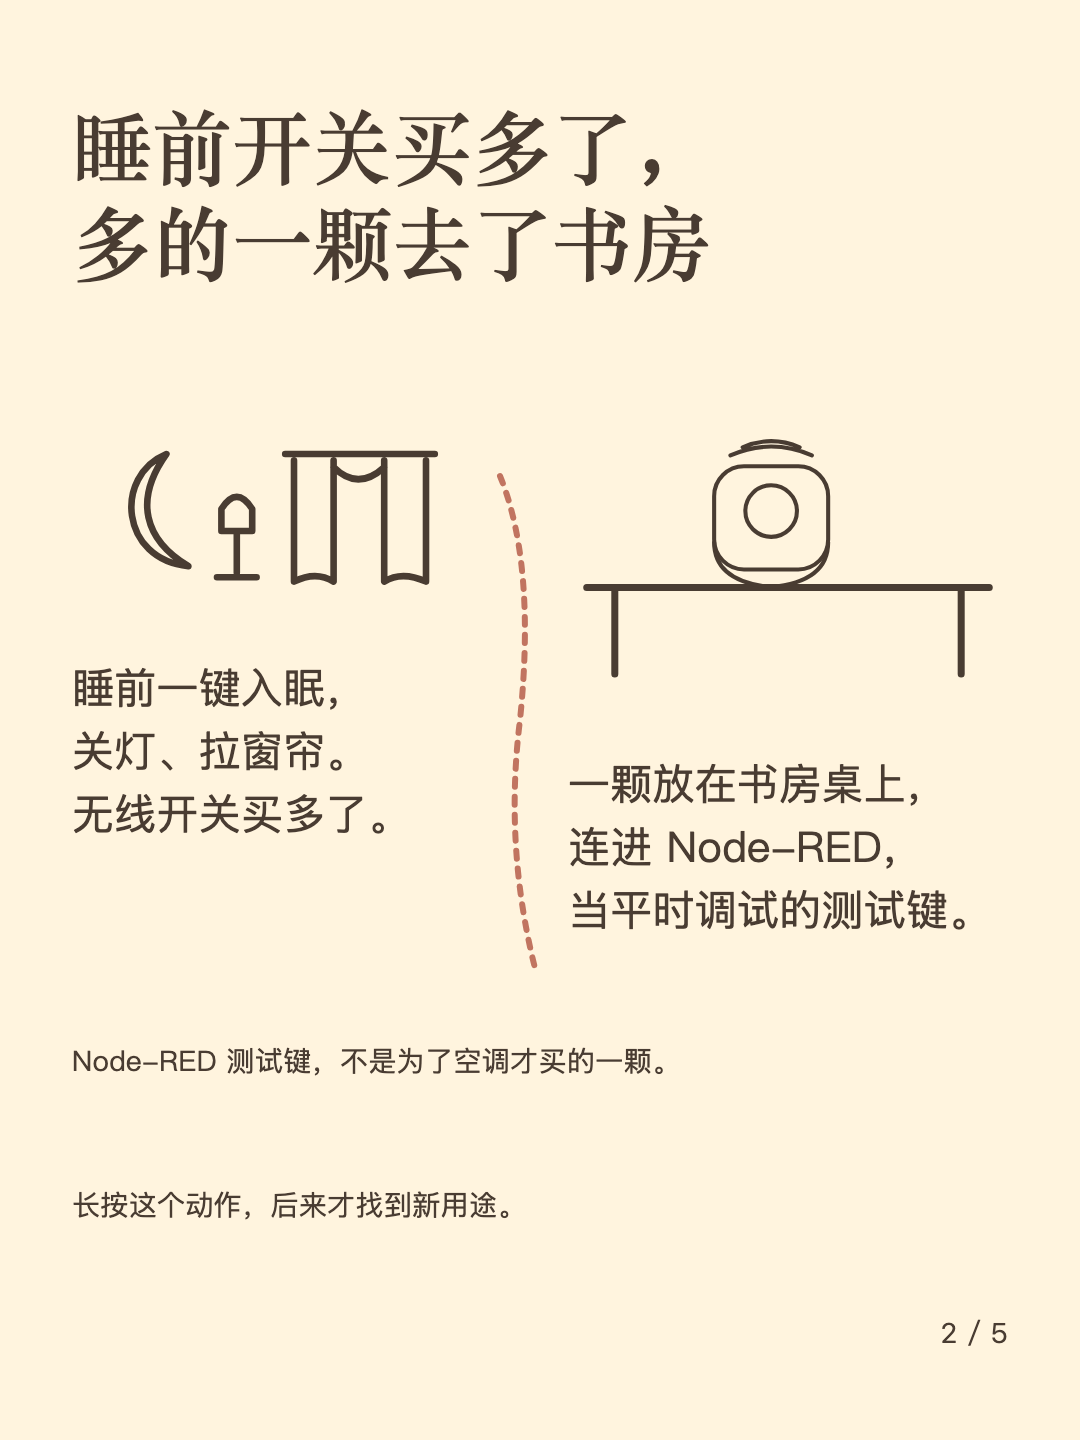 睡前开关买多了，
多的一颗去了书房
睡前一键入眠，
关灯、拉窗帘。
无线开关买多了。
一颗放在书房桌上，
连进 Node-RED，
当平时调试的测试键。
Node-RED 测试键，不是为了空调才买的一颗。
长按这个动作，后来才找到新用途。
2 / 5